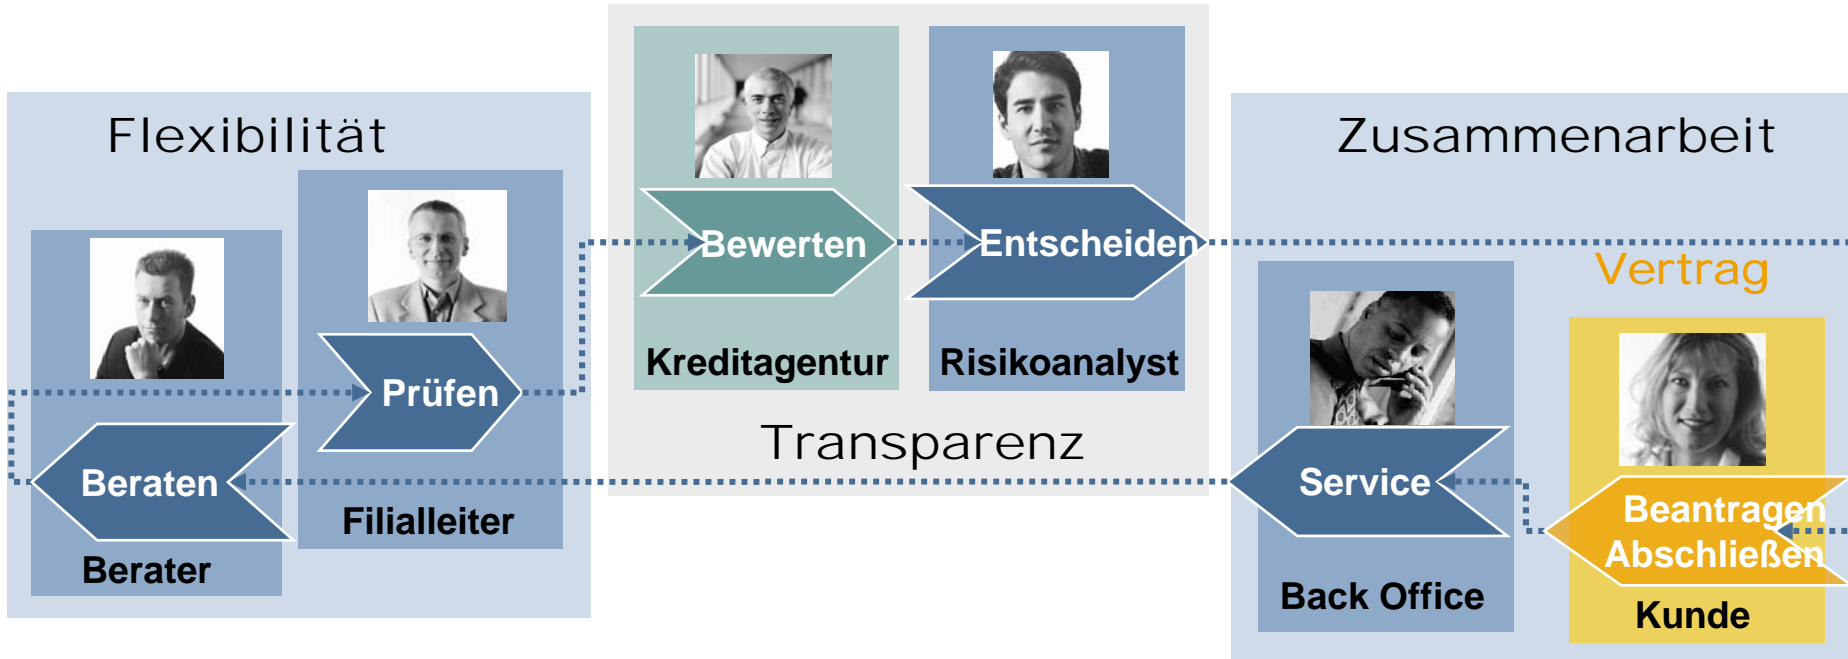 Flexibilität
Beraten
Berater
Prüfen
Filialleiter
Bewerten
Kreditagentur
Entscheiden
Risikoanalyst
Transparenz
Zusammenarbeit
Service
Back Office
Vertrag
Beantragen
Abschließen
Kunde